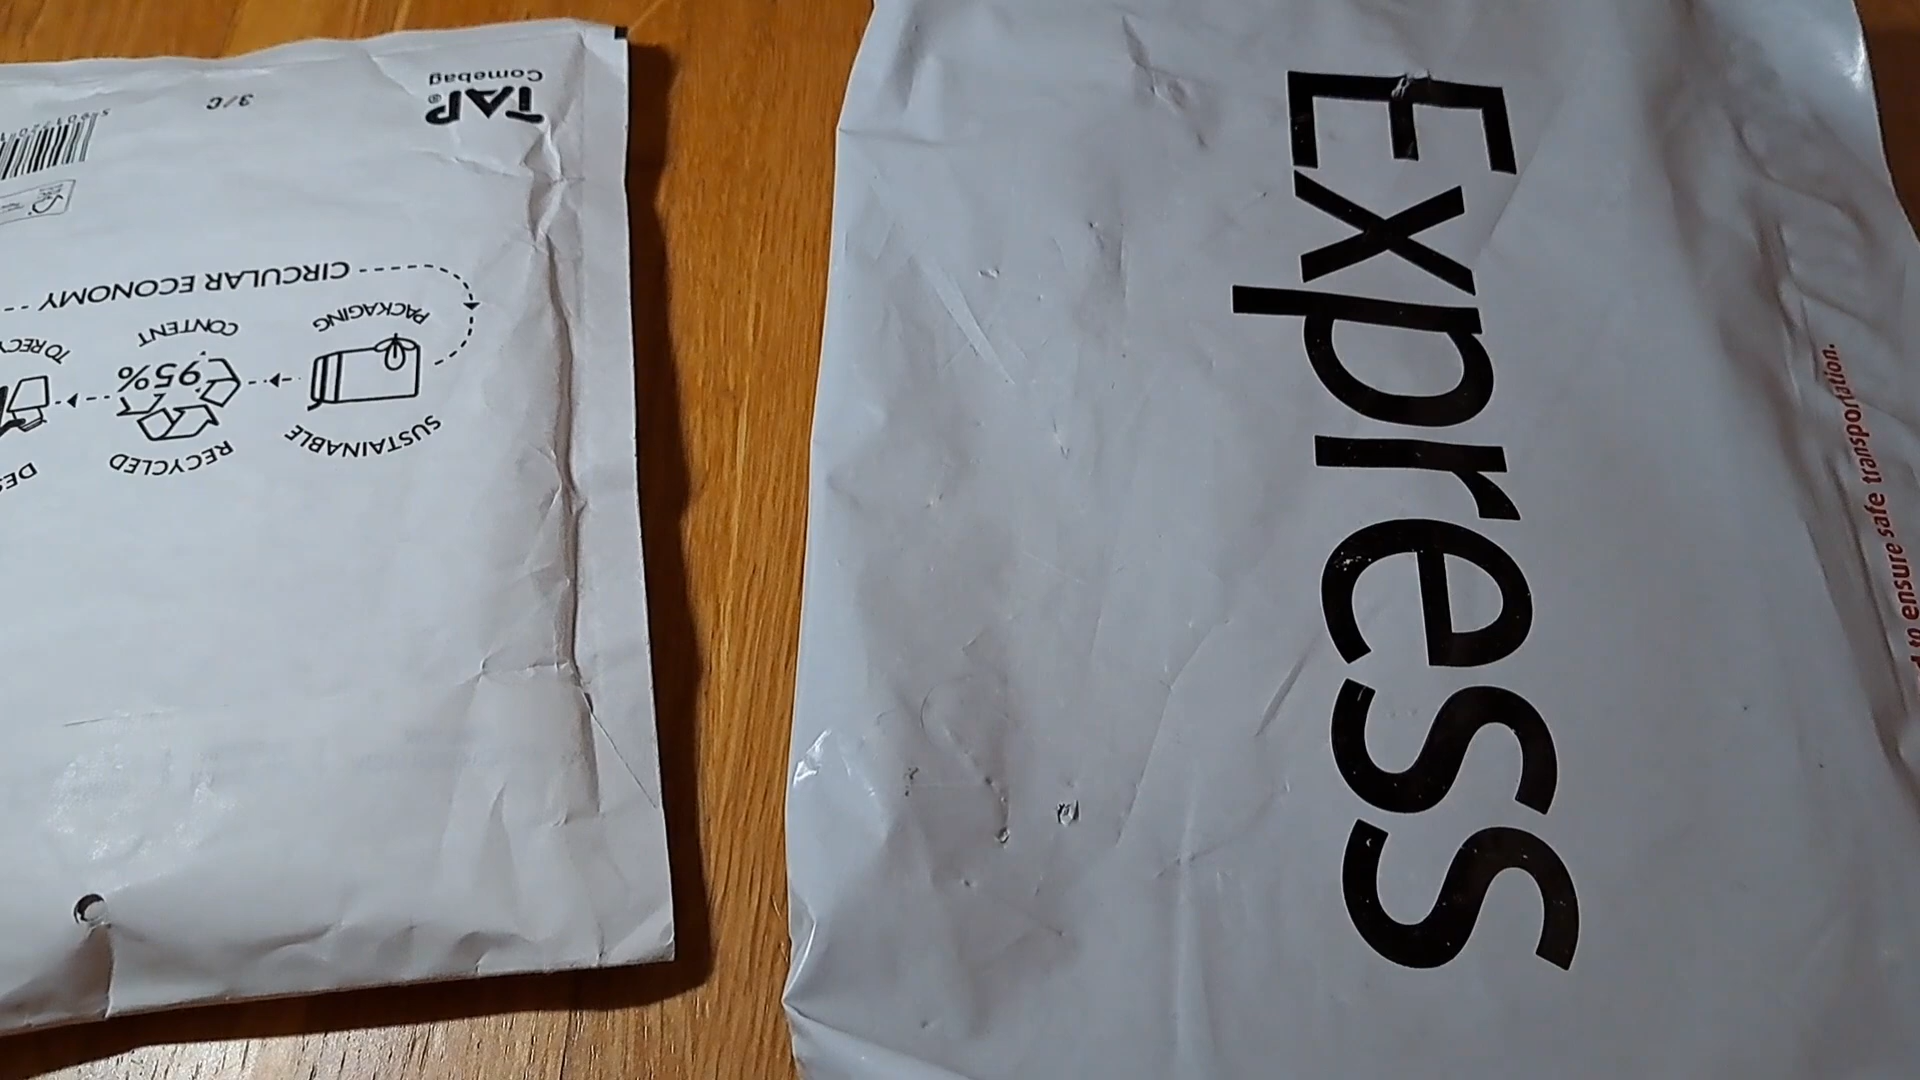 TAP®
Comebag
3/C
SUSTAINABLE
PACKAGING
RECYCLED
95%
CONTENT
CIRCULAR ECONOMY
Express
to ensure safe transportation.